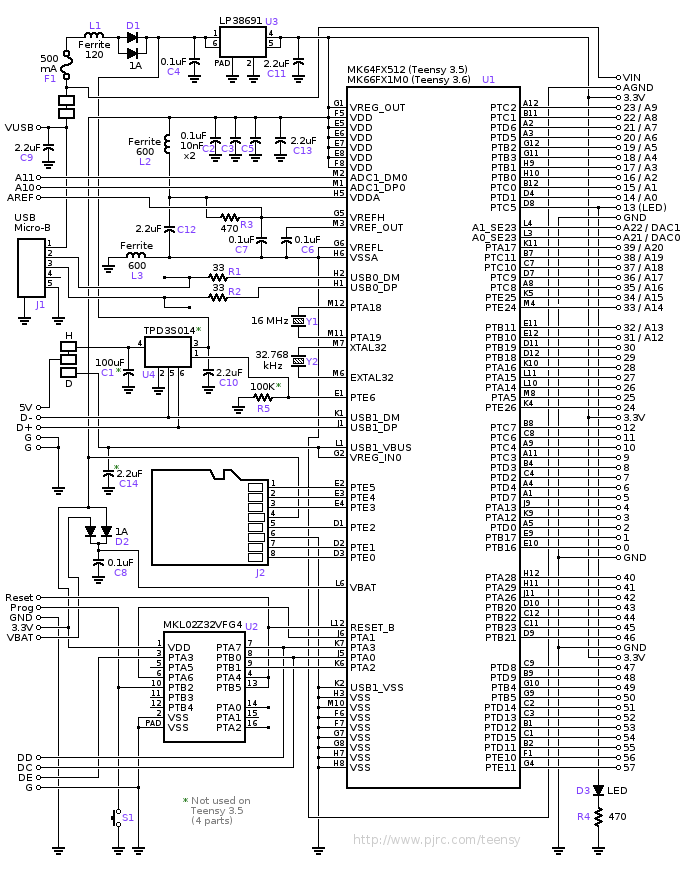 L1
Ferrite
120
D1
1A
500
mA
F1
LP38691 U3
1
6
4
5
PAD
2
0.1uF
C4
2.2uF
C11
MK64FX512 (Teensy 3.5)
MK66FX1M0 (Teensy 3.6) U1
VUSB
2.2uF
C9
Ferrite
600
L2
0.1uF
10nF
x2
C2 C3 C5
2.2uF
C13
A11
A10
AREF
USB
Micro-B
1
2
3
4
5
J1
2.2uF C12
Ferrite
600
L3
470 R3
0.1uF
C7
0.1uF
C6
33 R1
33 R2
16 MHz Y1
32.768
kHz Y2
H
D
100uF
C1 *
TPD3S014*
U4
4
3
1
2 5 6
2.2uF
C10
100K*
R5
5V
D-
D+
G
G
* 2.2uF
C14
1
2
3
4
5
6
7
8
J2
1A
D2
0.1uF
C8
Reset
Prog
GND
3.3V
VBAT
MKL02Z32VFG4 U2
1 VDD
3 PTA3
5 PTA5
6 PTA6
10 PTB2
11 PTB3
12 PTB4
2 VSS
PAD VSS
PTA7 7
PTB0 8
PTB1 9
PTA4 4
PTB5 13
PTA0 14
PTA1 15
PTA2 16
DD
DC
DE
G
S1
* Not used on
Teensy 3.5
(4 parts)
G1 VREG_OUT
F5 VDD
E5 VDD
E6 VDD
E7 VDD
E8 VDD
F8 VDD
M2 ADC1_DM0
M1 ADC1_DP0
H5 VDDA
G5 VREFH
M3 VREF_OUT
G6 VREFL
H6 VSSA
H2 USB0_DM
H1 USB0_DP
M12 PTA18
M11 PTA19
M7 XTAL32
M6 EXTAL32
E1 PTE6
K1 USB1_DM
J1 USB1_DP
L1 USB1_VBUS
G2 VREG_IN0
E2 PTE5
E3 PTE4
E4 PTE3
D1 PTE2
D2 PTE1
D3 PTE0
L6 VBAT
L12 RESET_B
J6 PTA1
K7 PTA3
J5 PTA0
K6 PTA2
K2 USB1_VSS
H3 VSS
M10 VSS
F6 VSS
F7 VSS
G7 VSS
G8 VSS
H7 VSS
H8 VSS
VIN
AGND
3.3V
PTC2 A12 23 / A9
PTC1 B11 22 / A8
PTD6 A2 21 / A7
PTD5 A3 20 / A6
PTB2 G12 19 / A5
PTB3 G11 18 / A4
PTB1 H9 17 / A3
PTB0 H10 16 / A2
PTC0 B12 15 / A1
PTD1 D4 14 / A0
PTC5 D8 13 (LED)
GND
A1_SE23 L4 A22 / DAC1
A0_SE23 L3 A21 / DAC0
PTA17 K11 39 / A20
PTC11 B7 38 / A19
PTC10 C7 37 / A18
PTC9 D7 36 / A17
PTC8 A8 35 / A16
PTE25 K5 34 / A15
PTE24 M4 33 / A14
PTB11 E11 32 / A13
PTB10 E12 31 / A12
PTB19 D11 30
PTB18 D12 29
PTA16 K10 28
PTA15 L11 27
PTA14 L10 26
PTA5 M8 25
PTE26 K4 24
3.3V
PTC7 B8 12
PTC6 C8 11
PTC4 A9 10
PTC3 A11 9
PTD3 B4 8
PTD2 C4 7
PTD4 A4 6
PTD7 A1 5
PTA13 J9 4
PTA12 K9 3
PTD0 A5 2
PTB17 E9 1
PTB16 E10 0
GND
PTA28 H12 40
PTA29 H11 41
PTA26 J11 42
PTB20 D10 43
PTB22 C12 44
PTB23 C11 45
PTB21 D9 46
GND
3.3V
PTD8 C9 47
PTD9 B9 48
PTB4 G10 49
PTB5 G9 50
PTD14 C2 51
PTD13 C3 52
PTD12 B1 53
PTD15 C1 54
PTD11 B2 55
PTE10 F1 56
PTE11 G4 57
D3 LED
R4 470
http://www.pjrc.com/teensy